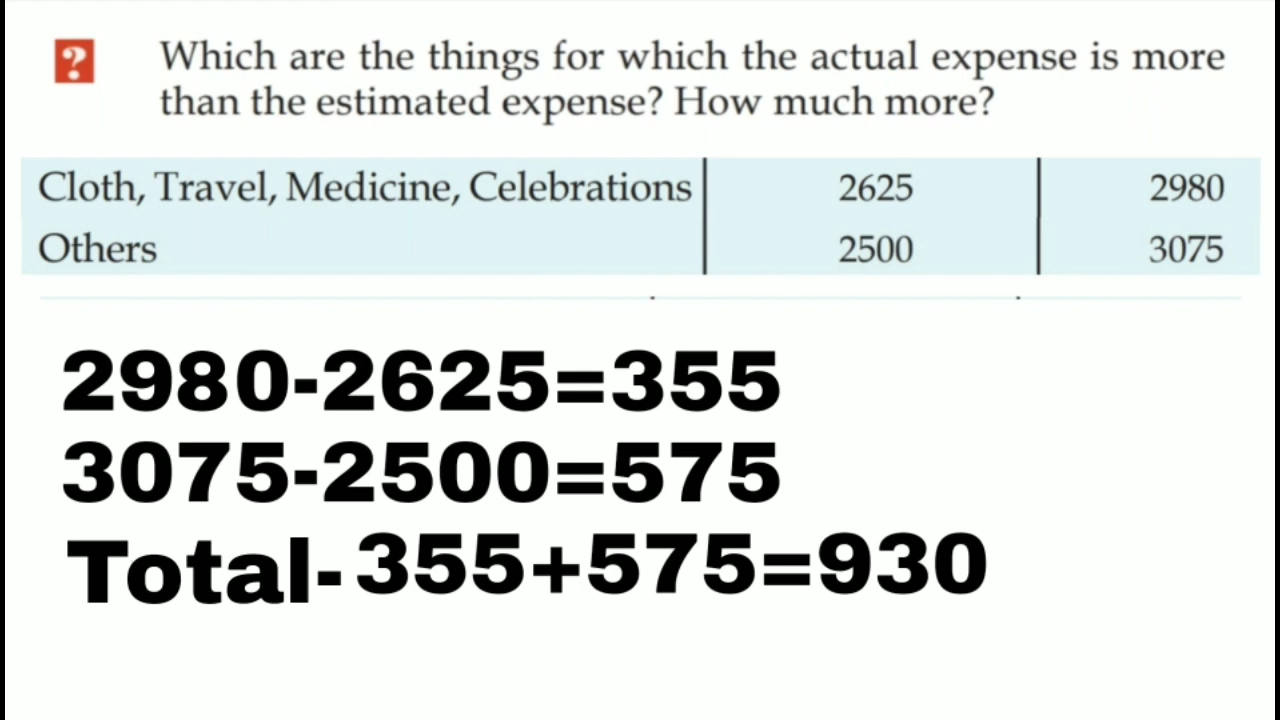 ?
Which are the things for which the actual expense is more
than the estimated expense? How much more?
Cloth, Travel, Medicine, Celebrations 2625 2980
Others 2500 3075
2980-2625=355
3075-2500=575
Total-355+575=930